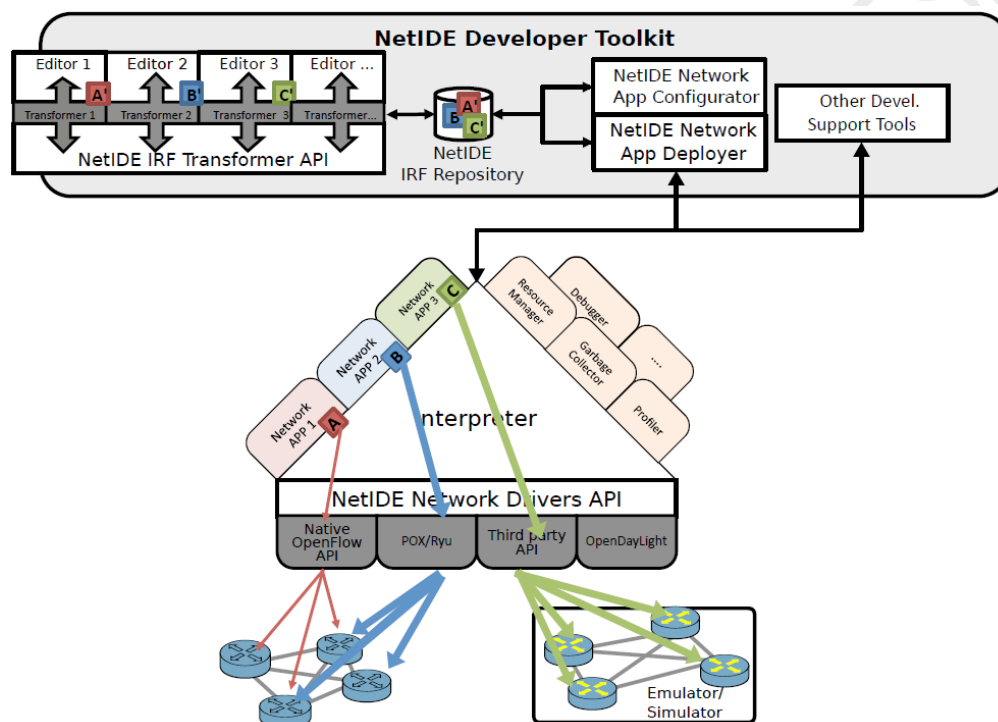 NetIDE Developer Toolkit
Editor 1
Editor 2
Editor 3
Editor ...
A'
B'
C'
Transformer 1
Transformer 2
Transformer 3
Transformer...
NetIDE IRF Transformer API
A'
B'
C'
NetIDE
IRF Repository
NetIDE Network
App Configurator
NetIDE Network
App Deployer
Other Devel.
Support Tools
Network
APP 3
C
Network
APP 2
B
Network
APP 1
A
Resource
Manager
Debugger
Garbage
Collector
....
Profiler
nterpreter
NetIDE Network Drivers API
Native
OpenFlow
API
POX/Ryu
Third party
API
OpenDayLight
Emulator/
Simulator